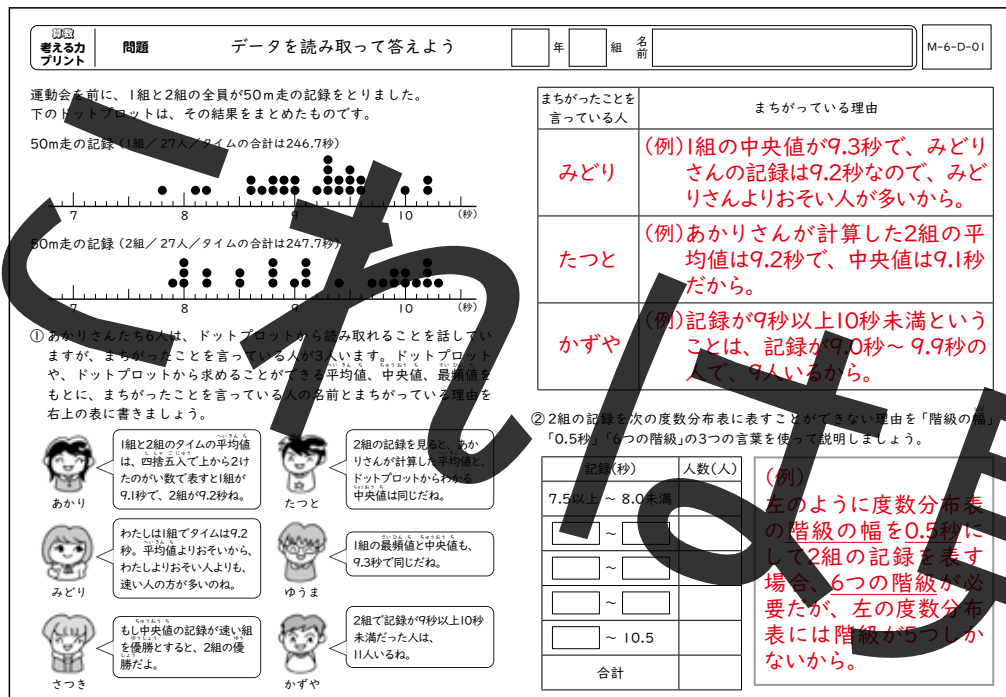 算数
考える力
プリント
問題
データを読み取って答えよう
年
組
名前
M-6-D-01
運動会を前に、1組と2組の全員が50m走の記録をとりました。
下のドットプロットは、その結果をまとめたものです。
50m走の記録(1組/27人/タイムの合計は246.7秒)
7 8 9 10 (秒)
50m走の記録(2組/27人/タイムの合計は247.7秒)
7 8 9 10 (秒)
① あかりさんたち6人は、ドットプロットから読み取れることを話してい
ますが、まちがったことを言っている人が3人います。ドットプロット
や、ドットプロットから求めることができる平均値、中央値、最頻値を
もとに、まちがったことを言っている人の名前とまちがっている理由を
右上の表に書きましょう。
1組と2組のタイムの平均値
は、四捨五入で上から2け
たのがい数で表すと1組が
9.1秒で、2組が9.2秒ね。
あかり
2組の記録を見ると、あか
りさんが計算した平均値と、
ドットプロットからわかる
中央値は同じだね。
たつと
わたしは1組でタイムは9.2
秒。平均値よりおそいから、
わたしよりおそい人よりも、
速い人の方が多いのね。
みどり
1組の最頻値と中央値も、
9.3秒で同じだね。
ゆうま
もし中央値の記録が速い組
を優勝とすると、2組の優
勝だよ。
さつき
2組で記録が9秒以上10秒
未満だった人は、
11人いるね。
かずや
まちがったことを
言っている人
まちがっている理由
みどり
(例)1組の中央値が9.3秒で、みどり
さんの記録は9.2秒なので、みど
りさんよりおそい人が多いから。
たつと
(例)あかりさんが計算した2組の平
均値は9.2秒で、中央値は9.1秒
だから。
かずや
(例)記録が9秒以上10秒未満という
ことは、記録が9.0秒~9.9秒の
人で、9人いるから。
② 2組の記録を次の度数分布表に表すことができない理由を「階級の幅」
「0.5秒」「6つの階級」の3つの言葉を使って説明しましょう。
記録(秒) 人数(人)
7.5以上 ~ 8.0未満
~
~
~
~ 10.5
合計
(例)
左のように度数分布表
の階級の幅を0.5秒に
して2組の記録を表す
場合、6つの階級が必
要だが、左の度数分布
表には階級が5つしか
ないから。